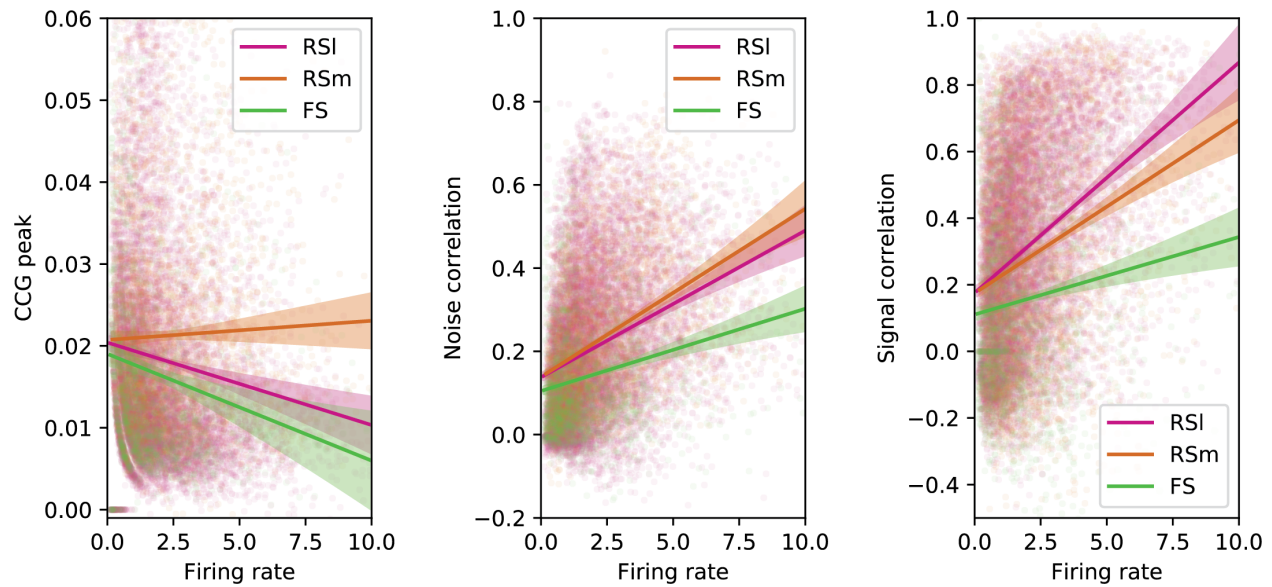 0.06
0.05
0.04
0.03
0.02
0.01
0.00
CCG peak
RSl
RSm
FS
0.0 2.5 5.0 7.5 10.0
Firing rate
1.0
0.8
0.6
0.4
0.2
0.0
−0.2
Noise correlation
RSl
RSm
FS
0.0 2.5 5.0 7.5 10.0
Firing rate
1.0
0.8
0.6
0.4
0.2
0.0
−0.2
−0.4
Signal correlation
RSl
RSm
FS
0.0 2.5 5.0 7.5 10.0
Firing rate